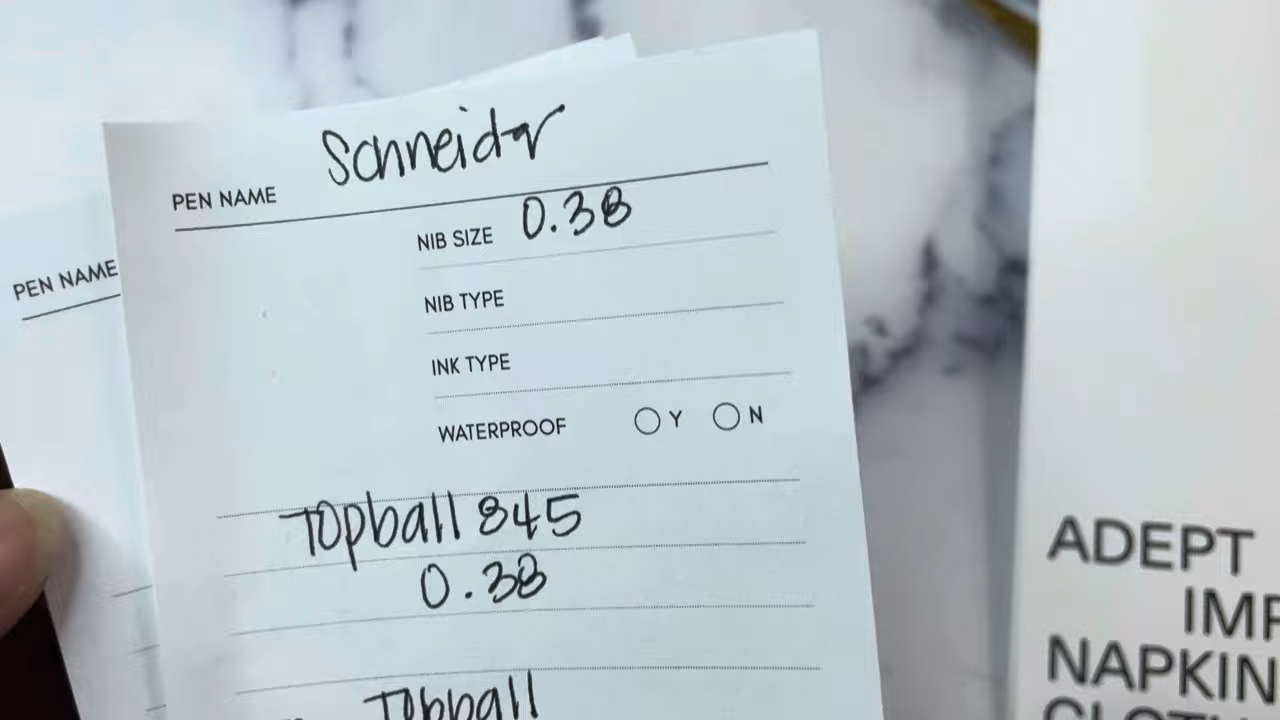 Schneider
PEN NAME
NIB SIZE 0.38
NIB TYPE
INK TYPE
WATERPROOF Y N
Topball 845
0.38
Topball
PEN NAME
ADEPT
IMP
NAPKIN